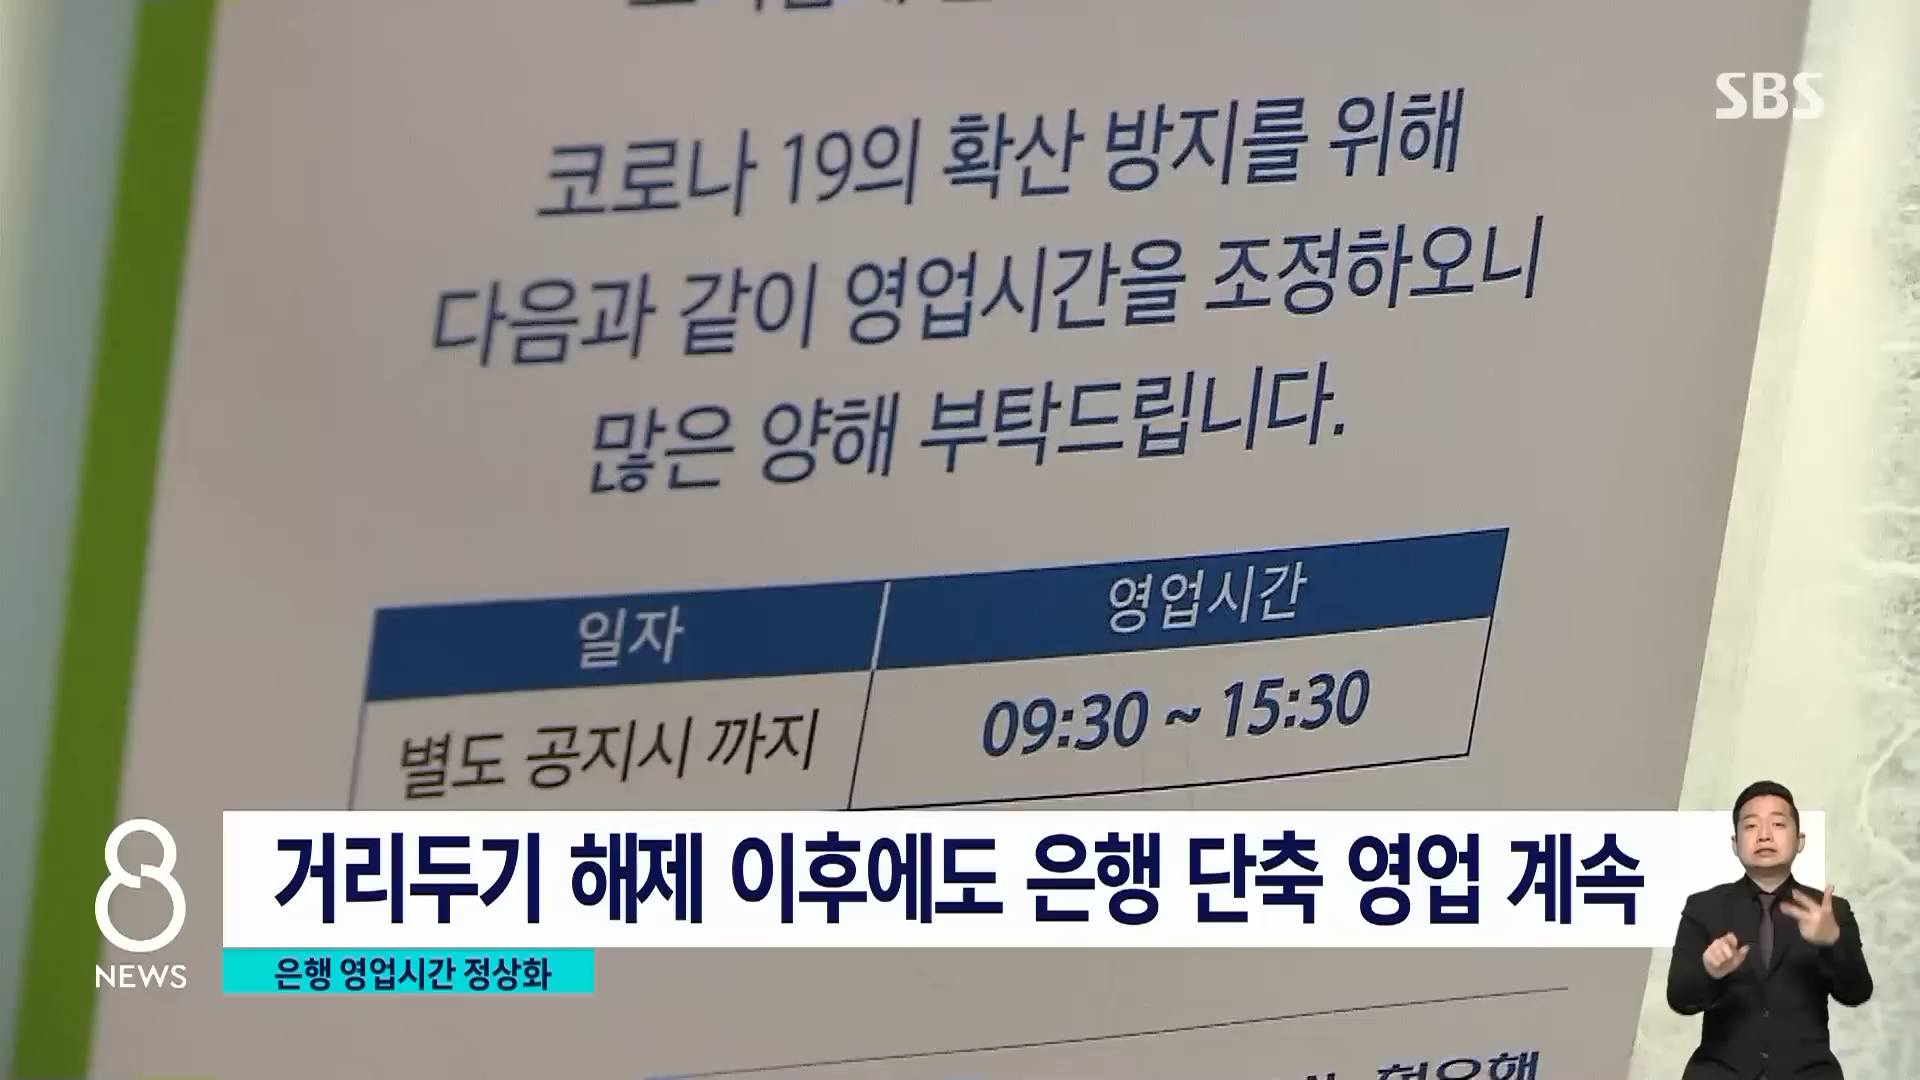 SBS
코로나 19의 확산 방지를 위해
다음과 같이 영업시간을 조정하오니
많은 양해 부탁드립니다.
일자 영업시간
별도 공지시 까지 09:30 ~ 15:30
거리두기 해제 이후에도 은행 단축 영업 계속
8 NEWS
은행 영업시간 정상화